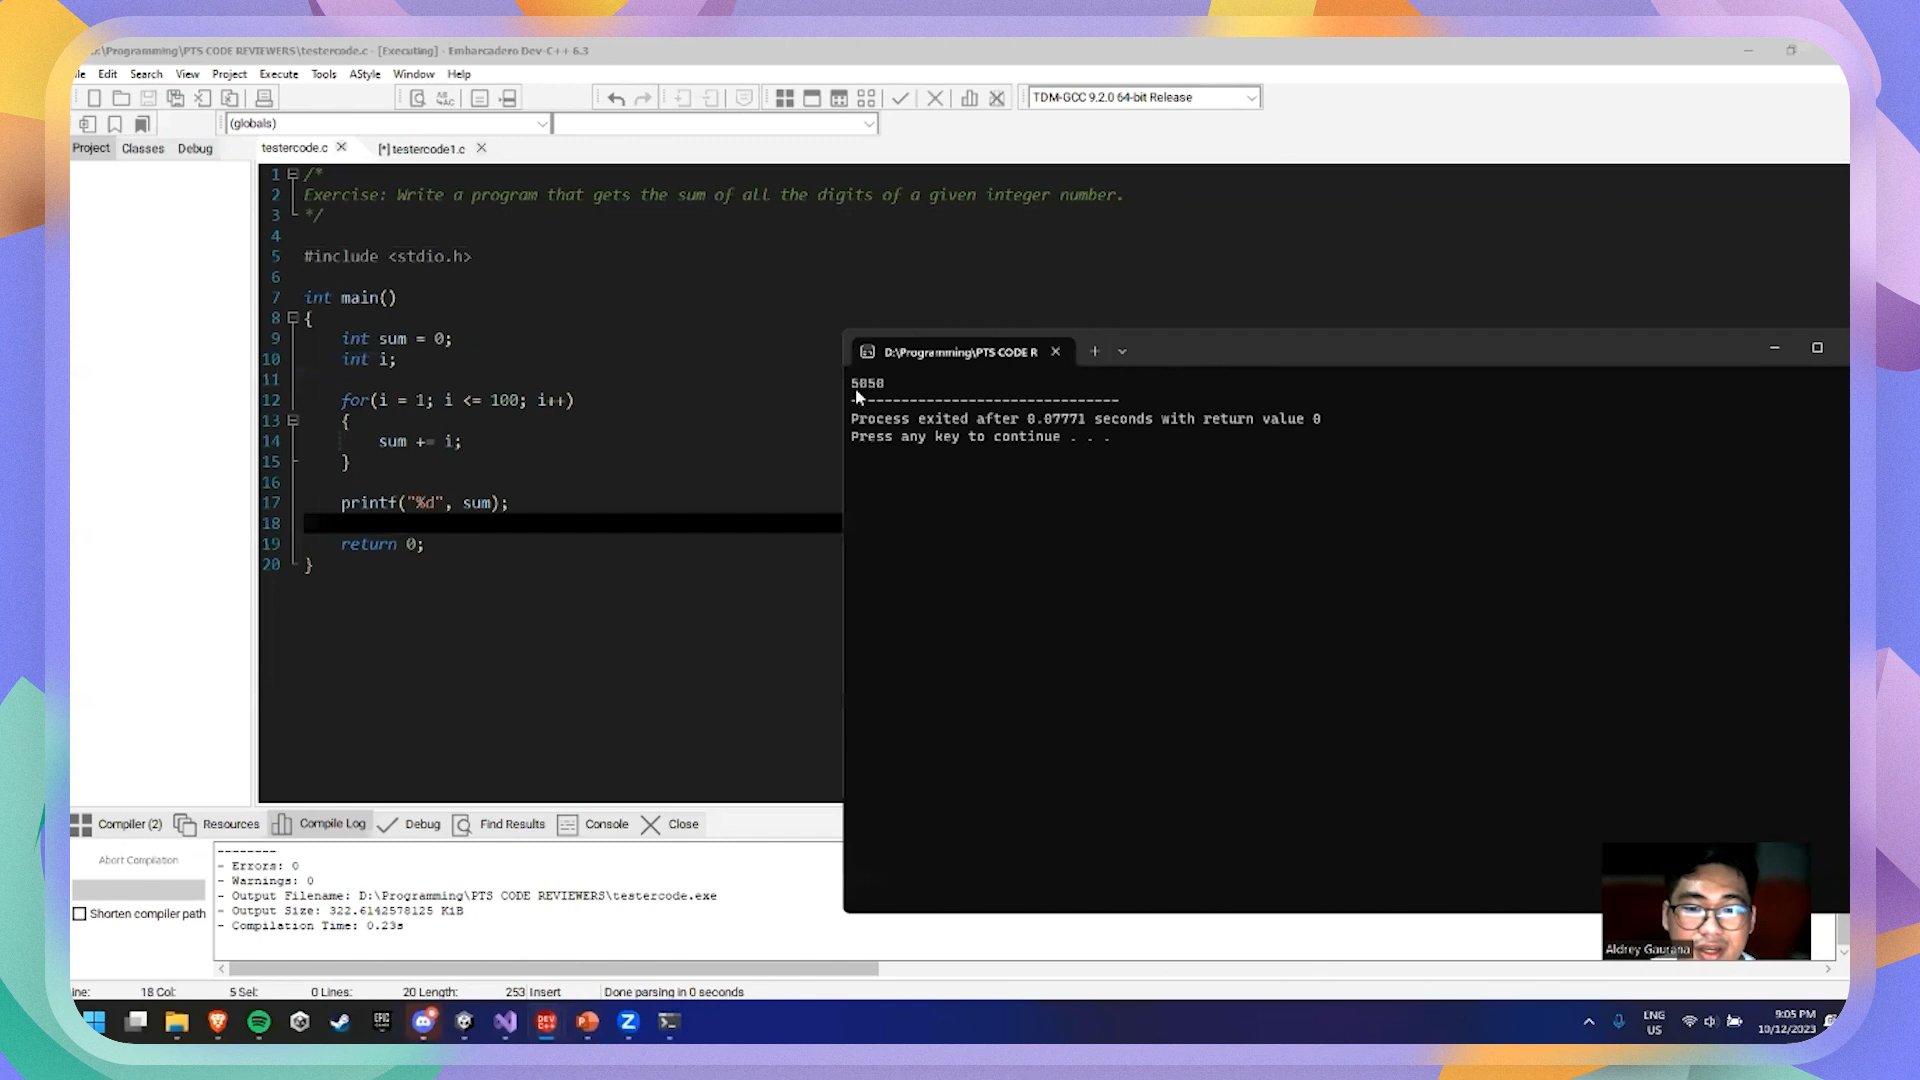 :\Programming\PTS CODE REVIEWERS\testercode.c - [Executing] - Embarcadero Dev-C++ 6.3
le Edit Search View Project Execute Tools AStyle Window Help
TDM-GCC 9.2.0 64-bit Release
(globals)
Project Classes Debug
testercode.c [*] testercode1.c
1 /*
2 Exercise: Write a program that gets the sum of all the digits of a given integer number.
3 */
4
5 #include <stdio.h>
6
7 int main()
8 {
9 int sum = 0;
10 int i;
11
12 for(i = 1; i <= 100; i++)
13 {
14 sum += i;
15 }
16
17 printf("%d", sum);
18
19 return 0;
20 }
D:\Programming\PTS CODE R
5050
--------------------------------
Process exited after 0.07771 seconds with return value 0
Press any key to continue . . .
Compiler (2) Resources Compile Log Debug Find Results Console Close
Abort Compilation
Shorten compiler path
--------
- Errors: 0
- Warnings: 0
- Output Filename: D:\Programming\PTS CODE REVIEWERS\testercode.exe
- Output Size: 322.6142578125 KiB
- Compilation Time: 0.23s
Aldrey Gaurana
ine: 18 Col: 5 Sel: 0 Lines: 20 Length: 253 Insert Done parsing in 0 seconds
EPIC
DEV C++
Z
ENG
US
9:05 PM
10/12/2023